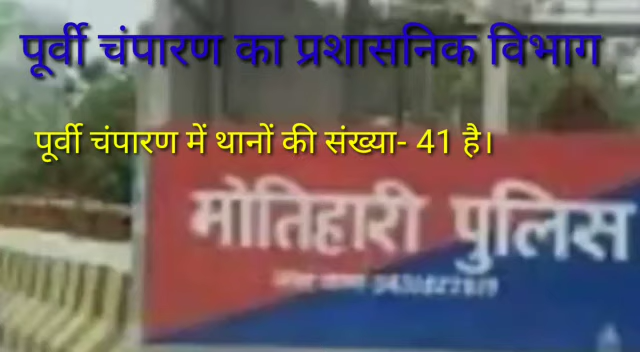 पूर्वी चंपारण का प्रशासनिक विभाग
पूर्वी चंपारण में थानों की संख्या- 41 है।
मोतिहारी पुलिस